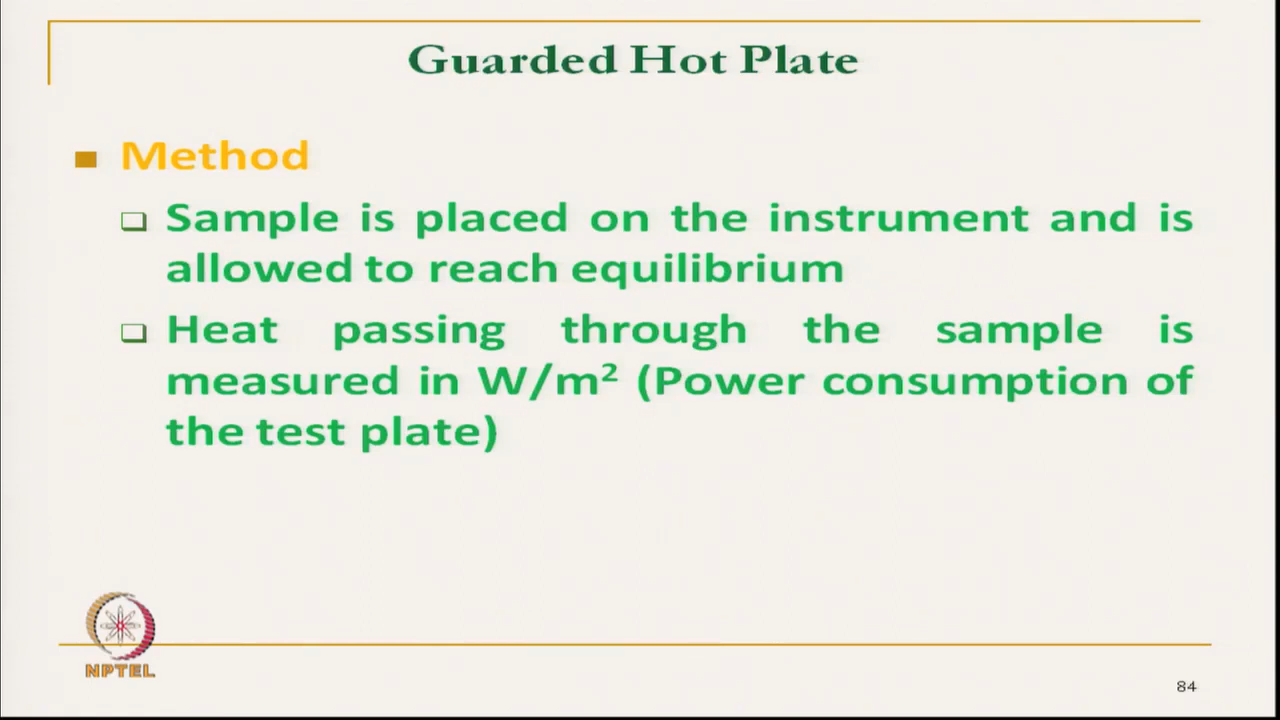 Guarded Hot Plate
Method
Sample is placed on the instrument and is
allowed to reach equilibrium
Heat passing through the sample is
measured in W/m² (Power consumption of
the test plate)
NPTEL
84